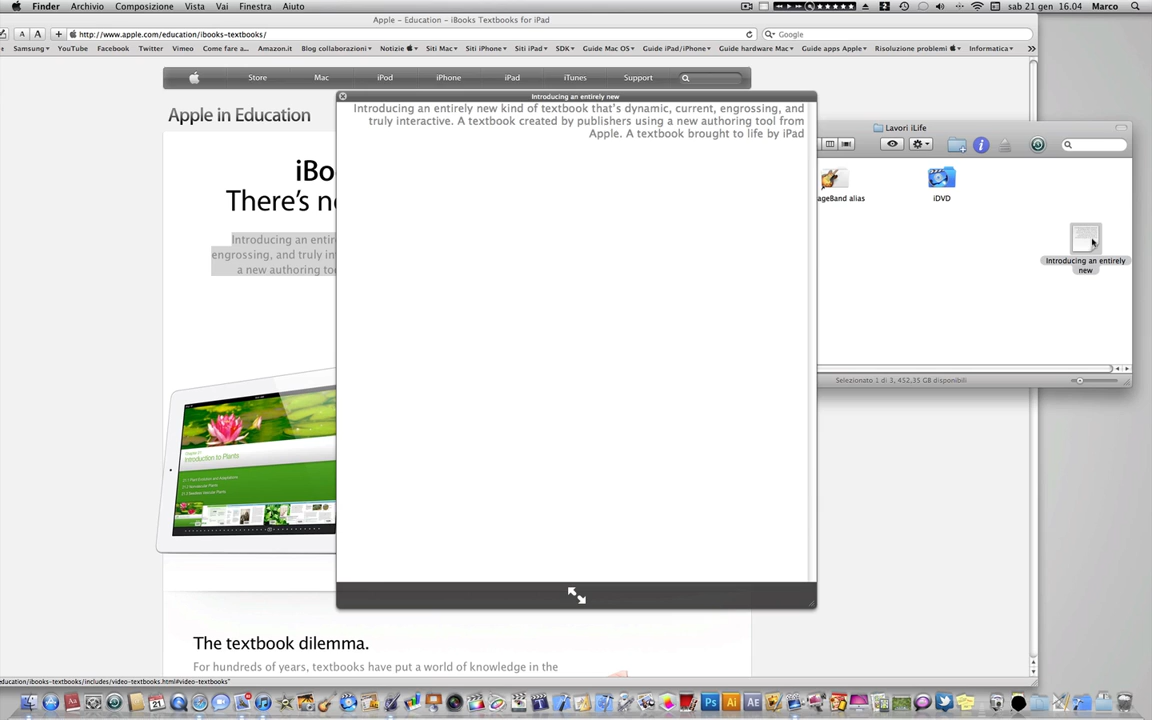 Finder Archivio Composizione Vista Vai Finestra Aiuto
sab 21 gen 16.04 Marco
Apple – Education – iBooks Textbooks for iPad
A A + http://www.apple.com/education/ibooks-textbooks/
Google
Samsung YouTube Facebook Twitter Vimeo Come fare a... Amazon.it Blog collaborazioni Notizie Siti Mac Siti iPhone Siti iPad SDK Guide Mac OS Guide iPad/iPhone Guide hardware Mac Guide apps Apple Risoluzione problemi Informatica »
Store Mac iPod iPhone iPad iTunes Support
Apple in Education
Introducing an entirely new
Introducing an entirely new kind of textbook that's dynamic, current, engrossing, and
truly interactive. A textbook created by publishers using a new authoring tool from
Apple. A textbook brought to life by iPad
Lavori iLife
ageBand alias
iDVD
Introducing an entirely
new
Selezionato 1 di 3, 452,35 GB disponibili
iBo
There's ne
Introducing an entir
engrossing, and truly in
a new authoring too
Introduction to Plants
The textbook dilemma.
For hundreds of years, textbooks have put a world of knowledge in the
education/ibooks-textbooks/includes/video-textbooks.html#video-textbooks"
Ps Ai AE